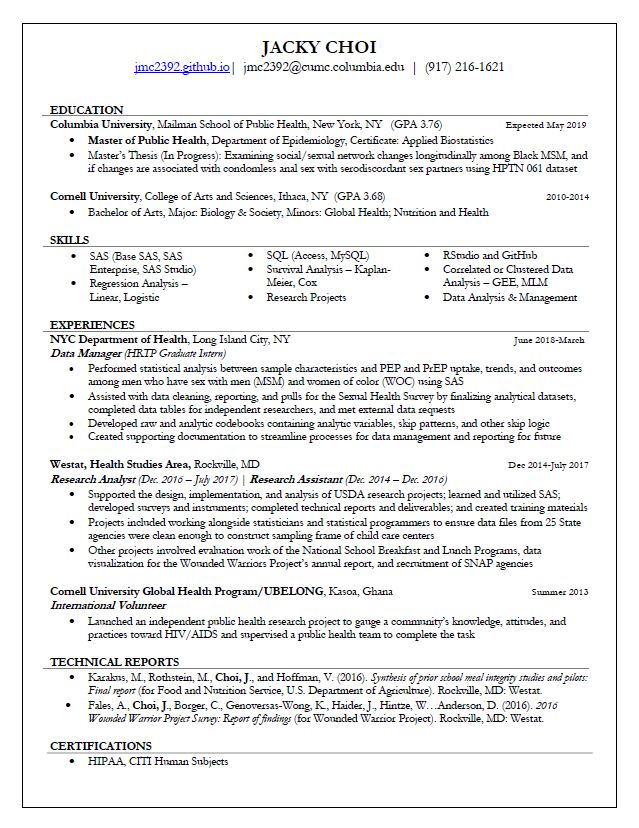 JACKY CHOI
jmc2392.github.io| jmc2392@cumc.columbia.edu | (917) 216-1621
EDUCATION
Columbia University, Mailman School of Public Health, New York, NY (GPA 3.76) Expected May 2019
• Master of Public Health, Department of Epidemiology, Certificate: Applied Biostatistics
• Master's Thesis (In Progress): Examining social/sexual network changes longitudinally among Black MSM, and
if changes are associated with condomless anal sex with serodiscordant sex partners using HPTN 061 dataset
Cornell University, College of Arts and Sciences, Ithaca, NY (GPA 3.68) 2010-2014
• Bachelor of Arts, Major: Biology & Society, Minors: Global Health; Nutrition and Health
SKILLS
• SAS (Base SAS, SAS
Enterprise, SAS Studio)
• Regression Analysis –
Linear, Logistic
• SQL (Access, MySQL)
• Survival Analysis – Kaplan-
Meier, Cox
• Research Projects
• RStudio and GitHub
• Correlated or Clustered Data
Analysis – GEE, MLM
• Data Analysis & Management
EXPERIENCES
NYC Department of Health, Long Island City, NY June 2018-March
Data Manager (HRTP Graduate Intern)
• Performed statistical analysis between sample characteristics and PEP and PrEP uptake, trends, and outcomes
among men who have sex with men (MSM) and women of color (WOC) using SAS
• Assisted with data cleaning, reporting, and pulls for the Sexual Health Survey by finalizing analytical datasets,
completed data tables for independent researchers, and met external data requests
• Developed raw and analytic codebooks containing analytic variables, skip patterns, and other skip logic
• Created supporting documentation to streamline processes for data management and reporting for future
Westat, Health Studies Area, Rockville, MD Dec 2014-July 2017
Research Analyst (Dec. 2016 – July 2017) | Research Assistant (Dec. 2014 – Dec. 2016)
• Supported the design, implementation, and analysis of USDA research projects; learned and utilized SAS;
developed surveys and instruments; completed technical reports and deliverables; and created training materials
• Projects included working alongside statisticians and statistical programmers to ensure data files from 25 State
agencies were clean enough to construct sampling frame of child care centers
• Other projects involved evaluation work of the National School Breakfast and Lunch Programs, data
visualization for the Wounded Warriors Project's annual report, and recruitment of SNAP agencies
Cornell University Global Health Program/UBELONG, Kasoa, Ghana Summer 2013
International Volunteer
• Launched an independent public health research project to gauge a community's knowledge, attitudes, and
practices toward HIV/AIDS and supervised a public health team to complete the task
TECHNICAL REPORTS
• Karakus, M., Rothstein, M., Choi, J., and Hoffman, V. (2016). Synthesis of prior school meal integrity studies and pilots:
Final report (for Food and Nutrition Service, U.S. Department of Agriculture). Rockville, MD: Westat.
• Fales, A., Choi, J., Borger, C., Genoversas-Wong, K., Haider, J., Hintze, W…Anderson, D. (2016). 2016
Wounded Warrior Project Survey: Report of findings (for Wounded Warrior Project). Rockville, MD: Westat.
CERTIFICATIONS
• HIPAA, CITI Human Subjects